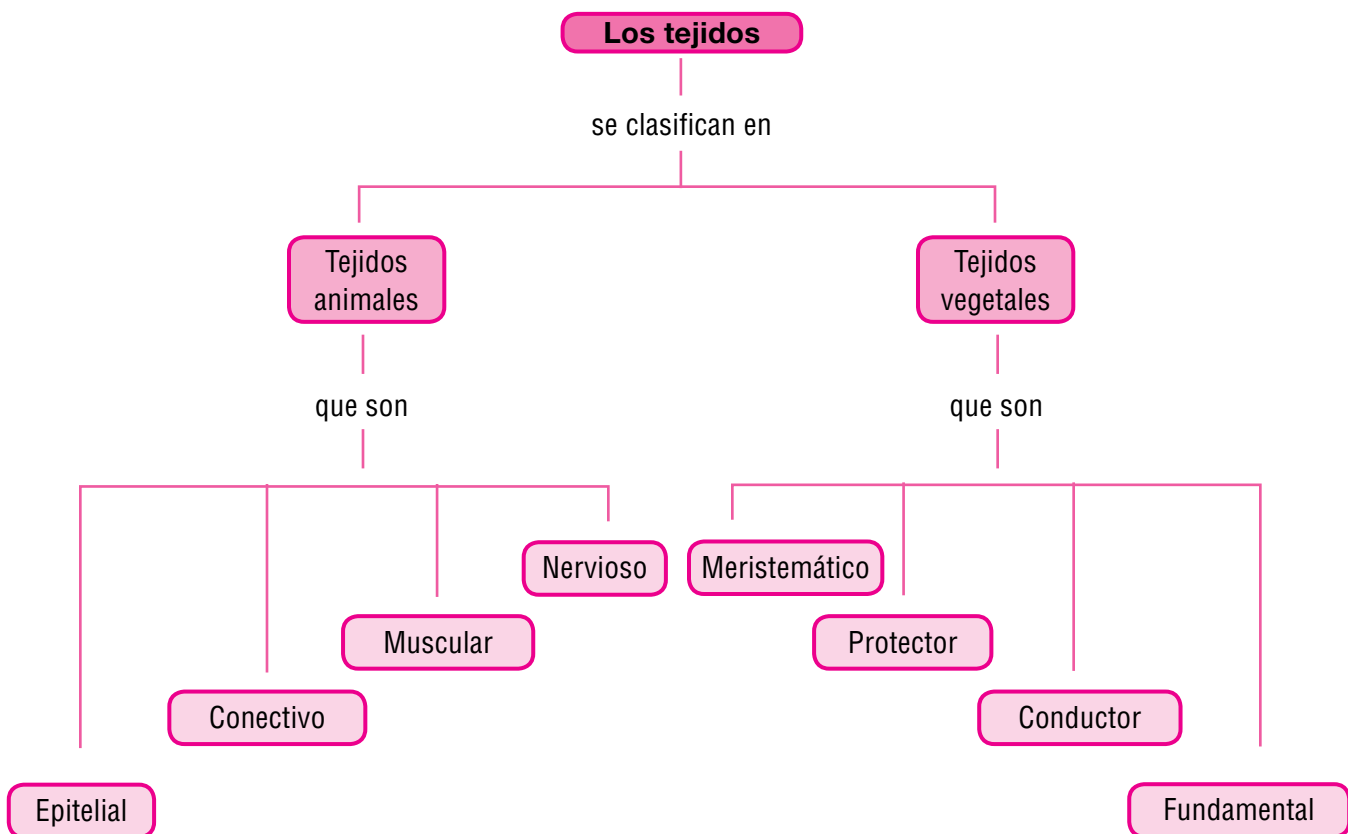 Los tejidos
se clasifican en
Tejidos
animales
Tejidos
vegetales
que son
que son
Nervioso
Meristemático
Muscular
Protector
Conectivo
Conductor
Epitelial
Fundamental